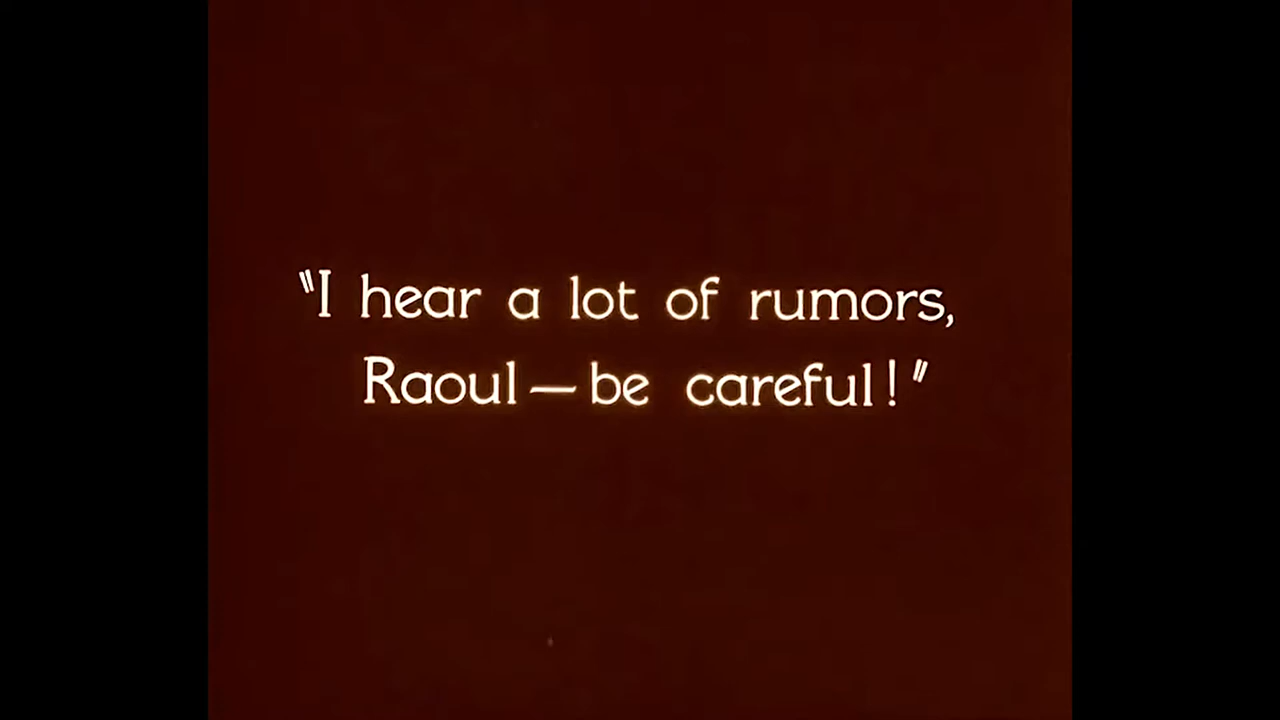 "I hear a lot of rumors,
Raoul — be careful!"